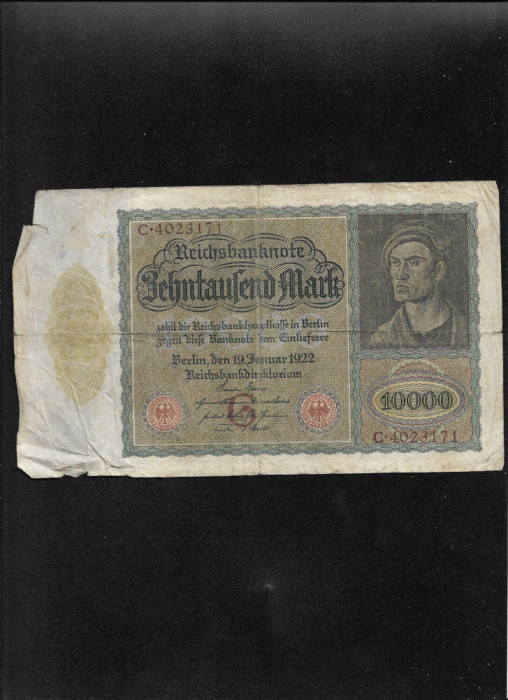 C·4023171
Reichsbanknote
Zehntausend Mark
zahlt die Reichsbankhauptkasse in Berlin
gegen diese Banknote dem Einlieferer
Berlin, den 19. Januar 1922
Reichsbankdirektorium
G
10000
C·4023171